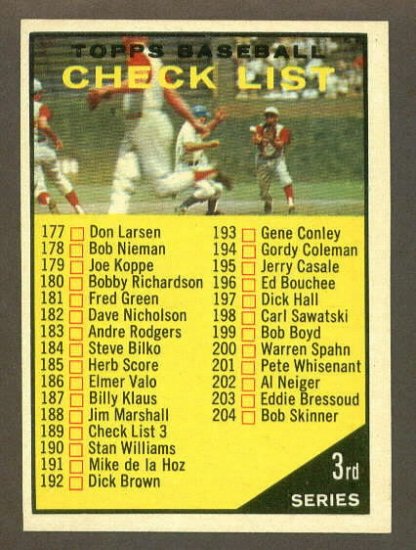 TOPPS BASEBALL
CHECK LIST
177 Don Larsen
178 Bob Nieman
179 Joe Koppe
180 Bobby Richardson
181 Fred Green
182 Dave Nicholson
183 Andre Rodgers
184 Steve Bilko
185 Herb Score
186 Elmer Valo
187 Billy Klaus
188 Jim Marshall
189 Check List 3
190 Stan Williams
191 Mike de la Hoz
192 Dick Brown
193 Gene Conley
194 Gordy Coleman
195 Jerry Casale
196 Ed Bouchee
197 Dick Hall
198 Carl Sawatski
199 Bob Boyd
200 Warren Spahn
201 Pete Whisenant
202 Al Neiger
203 Eddie Bressoud
204 Bob Skinner
3rd
SERIES